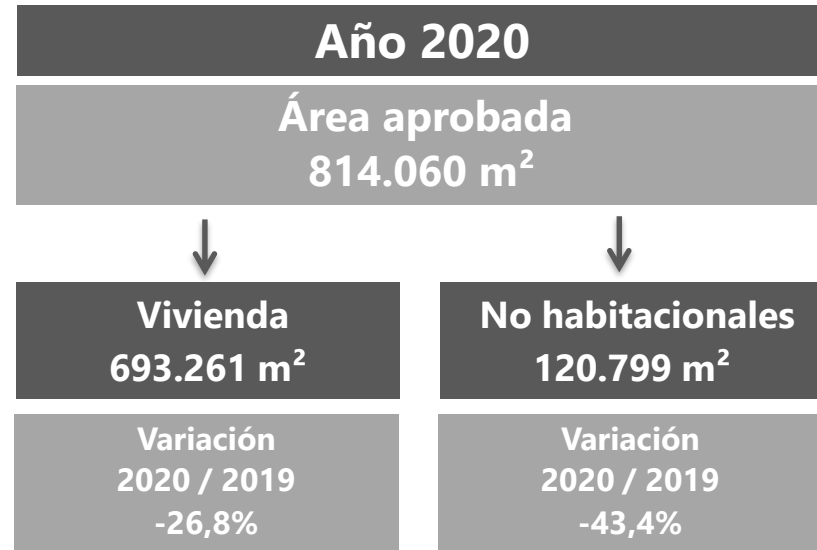 Año 2020
Área aprobada
814.060 m²
Vivienda
693.261 m²
No habitacionales
120.799 m²
Variación
2020 / 2019
-26,8%
Variación
2020 / 2019
-43,4%